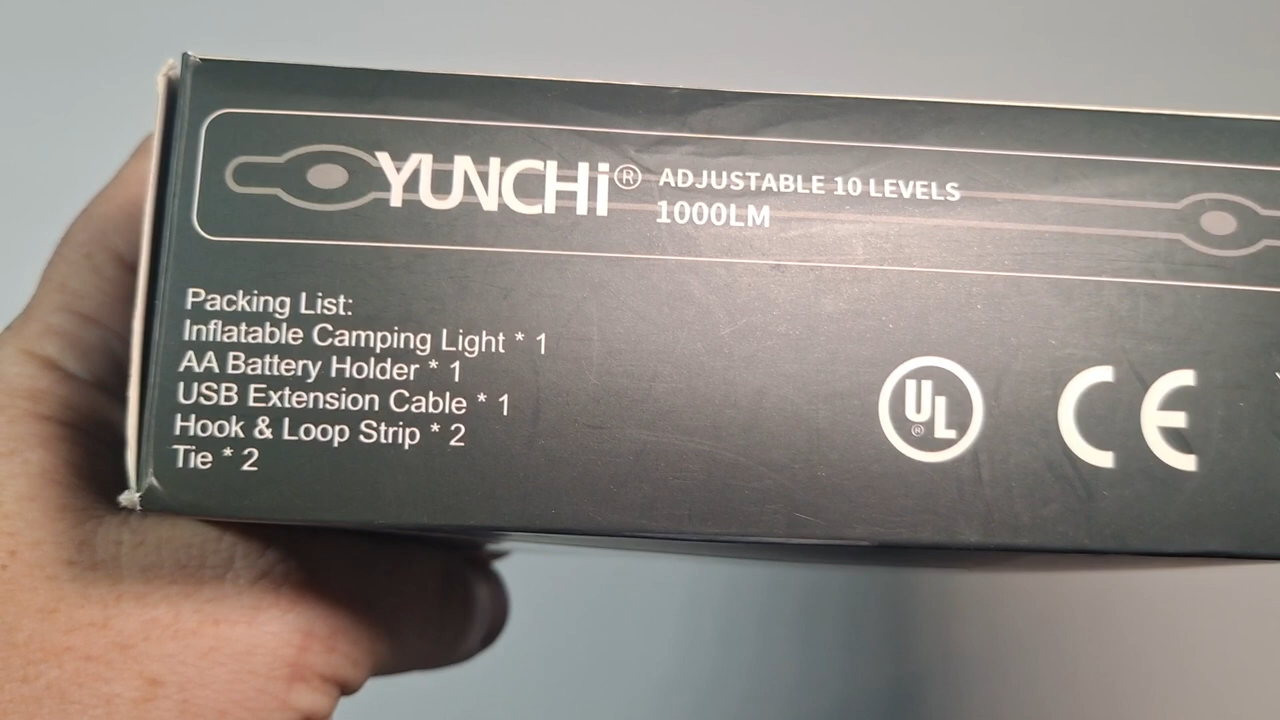 YUNCHi® ADJUSTABLE 10 LEVELS
1000LM
Packing List:
Inflatable Camping Light * 1
AA Battery Holder * 1
USB Extension Cable * 1
Hook & Loop Strip * 2
Tie * 2
UL®
CE